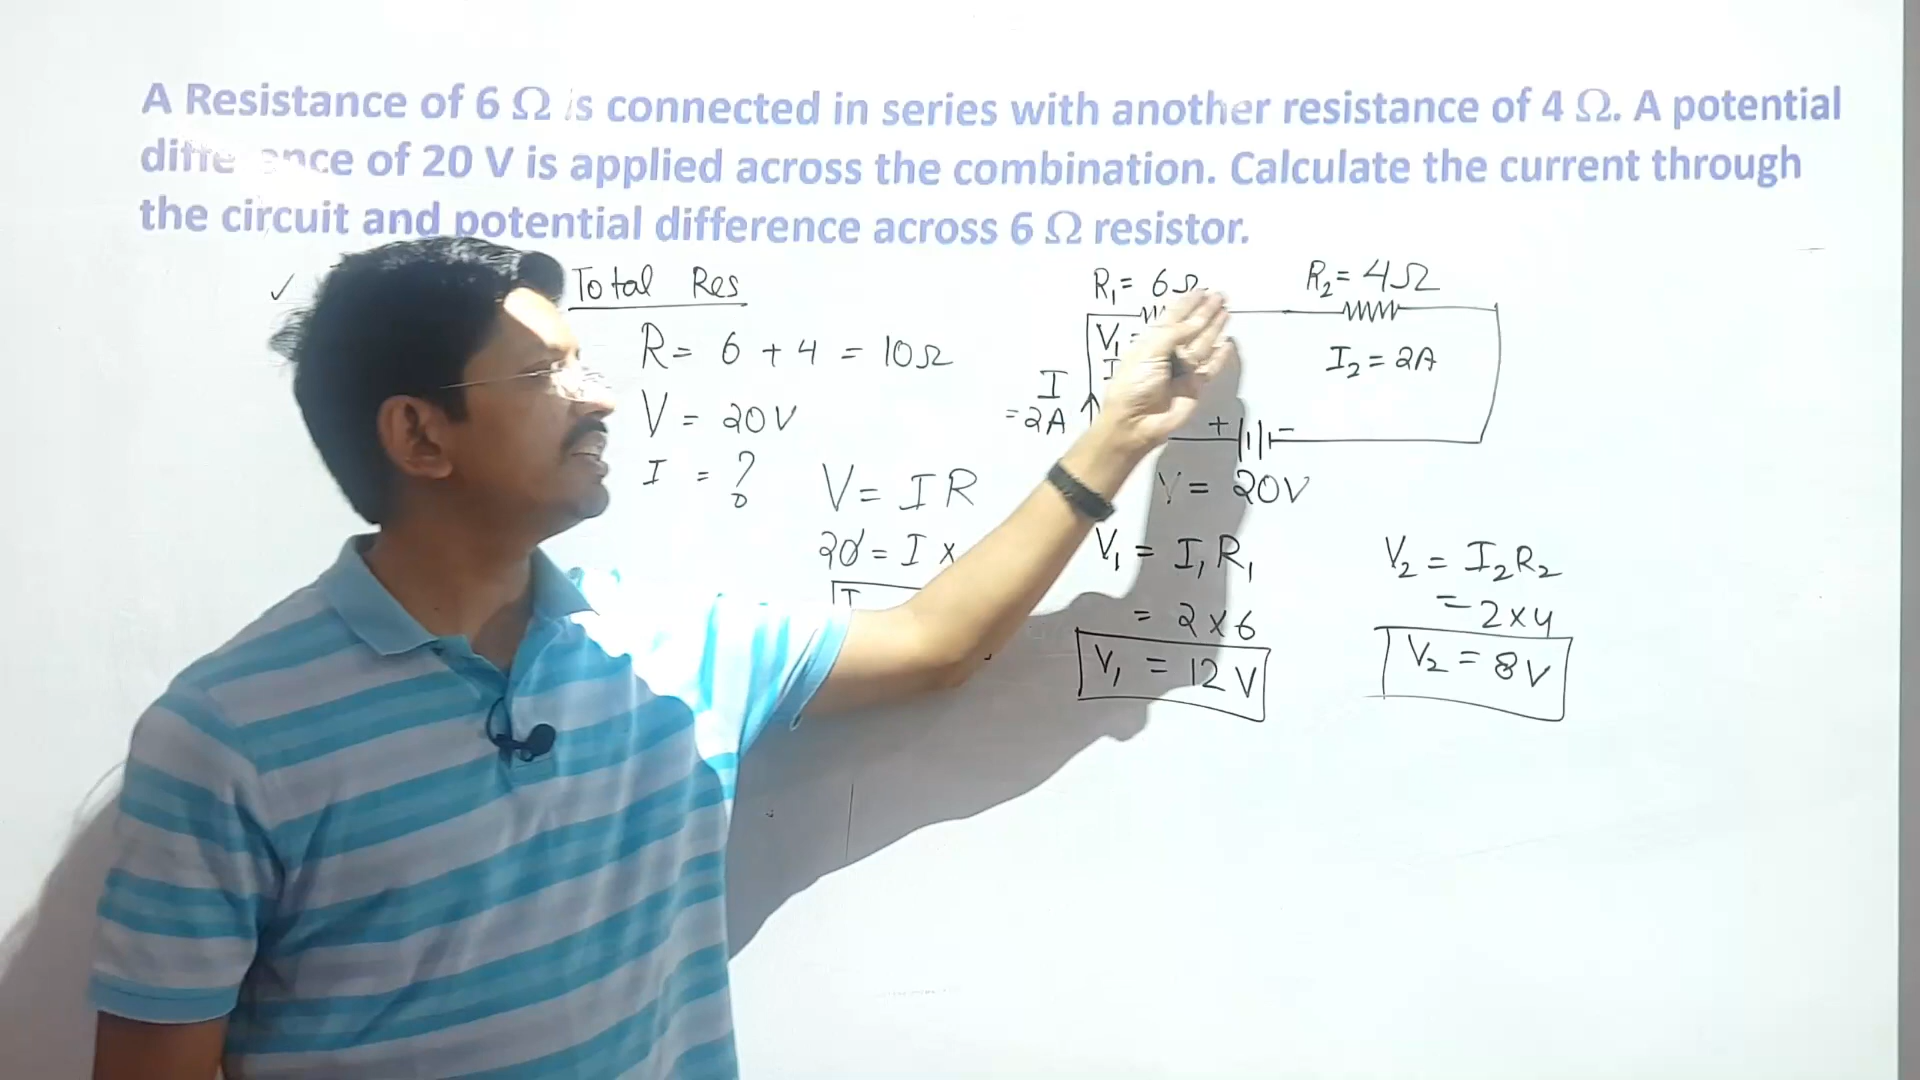 A Resistance of 6 Ω is connected in series with another resistance of 4 Ω. A potential
difference of 20 V is applied across the combination. Calculate the current through
the circuit and potential difference across 6 Ω resistor.
✓
Total Res
R = 6 + 4 = 10Ω
V = 20V
I = ?
V = IR
20 = I ×
I
R₁ = 6Ω
R₂ = 4Ω
V₁ =
I
I₂ = 2A
I
= 2A
+ −
V = 20V
V₁ = I₁R₁
= 2 × 6
V₁ = 12 V
V₂ = I₂R₂
= 2 × 4
V₂ = 8V